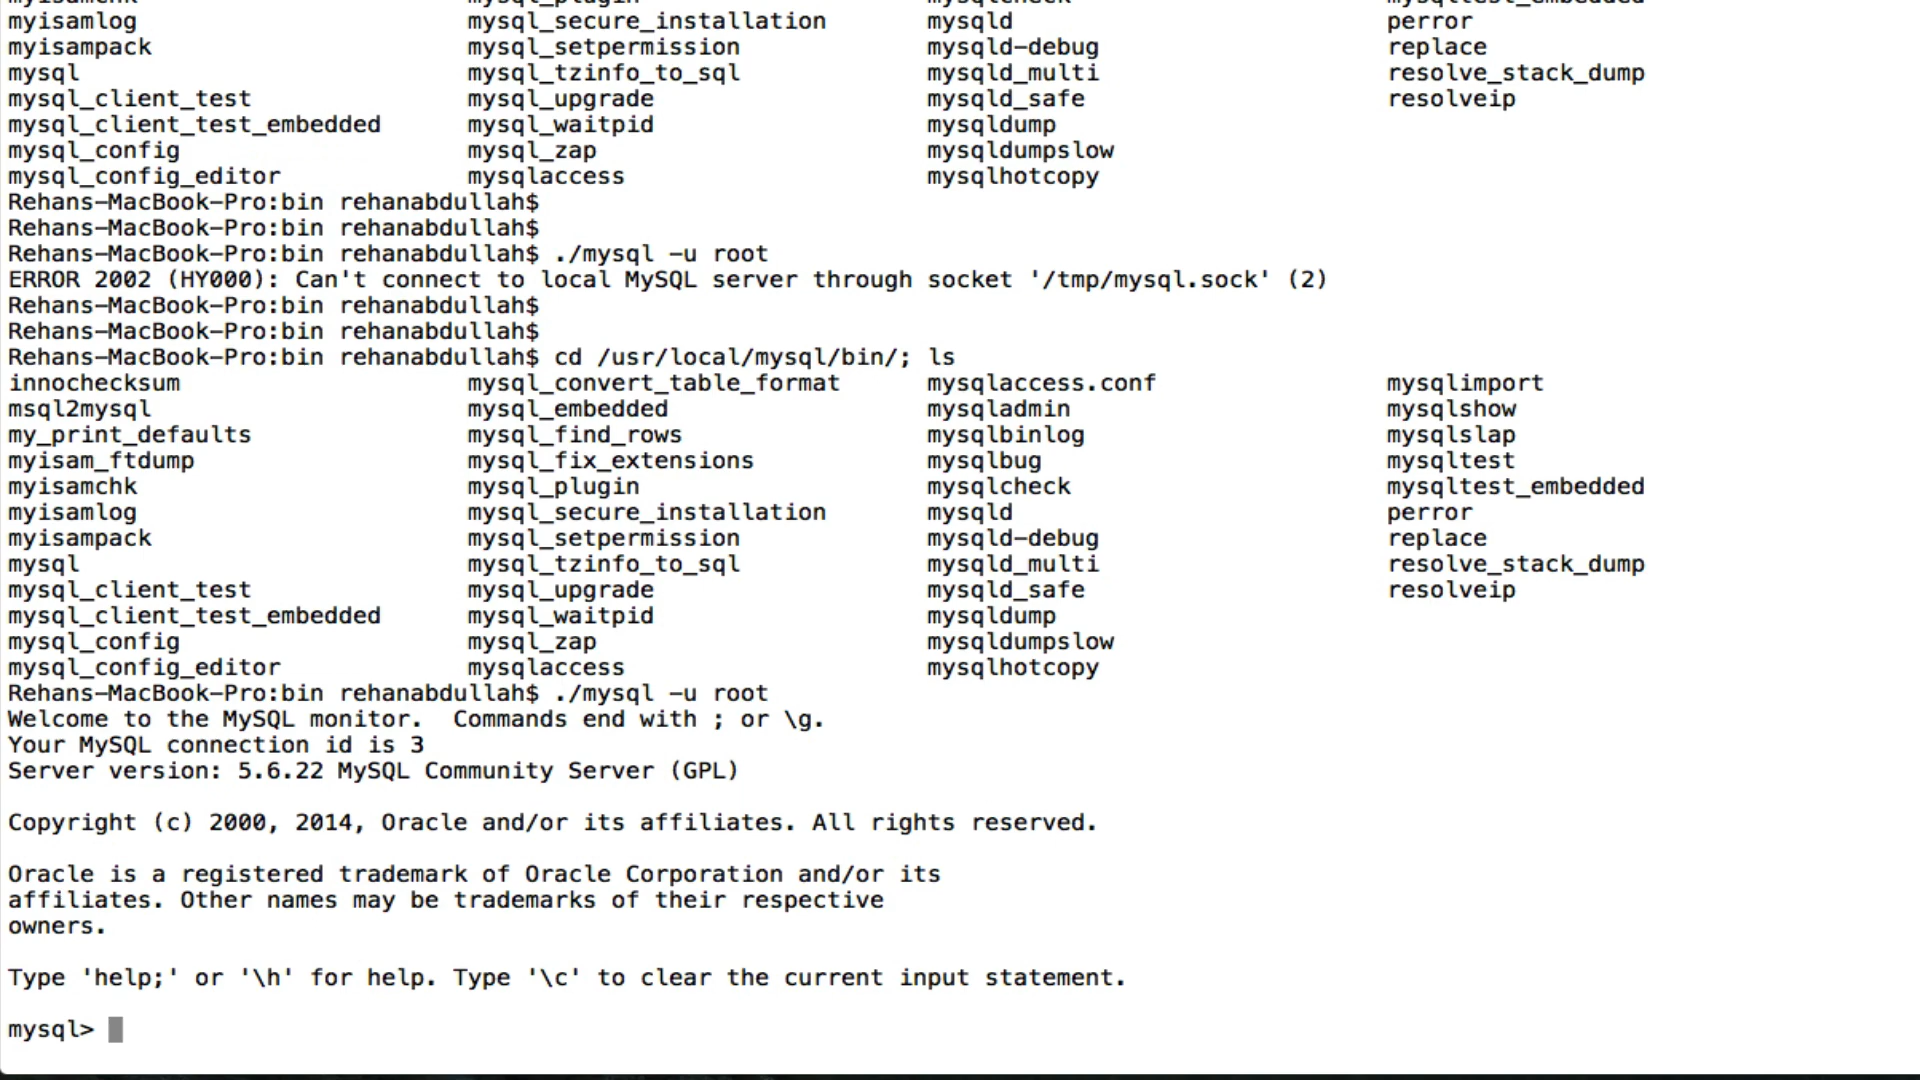 myisamchk mysql_plugin mysqlcheck mysqltest_embedded
myisamlog mysql_secure_installation mysqld perror
myisampack mysql_setpermission mysqld-debug replace
mysql mysql_tzinfo_to_sql mysqld_multi resolve_stack_dump
mysql_client_test mysql_upgrade mysqld_safe resolveip
mysql_client_test_embedded mysql_waitpid mysqldump
mysql_config mysql_zap mysqldumpslow
mysql_config_editor mysqlaccess mysqlhotcopy
Rehans-MacBook-Pro:bin rehanabdullah$
Rehans-MacBook-Pro:bin rehanabdullah$
Rehans-MacBook-Pro:bin rehanabdullah$ ./mysql -u root
ERROR 2002 (HY000): Can't connect to local MySQL server through socket '/tmp/mysql.sock' (2)
Rehans-MacBook-Pro:bin rehanabdullah$
Rehans-MacBook-Pro:bin rehanabdullah$
Rehans-MacBook-Pro:bin rehanabdullah$ cd /usr/local/mysql/bin/; ls
innochecksum mysql_convert_table_format mysqlaccess.conf mysqlimport
msql2mysql mysql_embedded mysqladmin mysqlshow
my_print_defaults mysql_find_rows mysqlbinlog mysqlslap
myisam_ftdump mysql_fix_extensions mysqlbug mysqltest
myisamchk mysql_plugin mysqlcheck mysqltest_embedded
myisamlog mysql_secure_installation mysqld perror
myisampack mysql_setpermission mysqld-debug replace
mysql mysql_tzinfo_to_sql mysqld_multi resolve_stack_dump
mysql_client_test mysql_upgrade mysqld_safe resolveip
mysql_client_test_embedded mysql_waitpid mysqldump
mysql_config mysql_zap mysqldumpslow
mysql_config_editor mysqlaccess mysqlhotcopy
Rehans-MacBook-Pro:bin rehanabdullah$ ./mysql -u root
Welcome to the MySQL monitor.  Commands end with ; or \g.
Your MySQL connection id is 3
Server version: 5.6.22 MySQL Community Server (GPL)
Copyright (c) 2000, 2014, Oracle and/or its affiliates. All rights reserved.
Oracle is a registered trademark of Oracle Corporation and/or its
affiliates. Other names may be trademarks of their respective
owners.
Type 'help;' or '\h' for help. Type '\c' to clear the current input statement.
mysql>